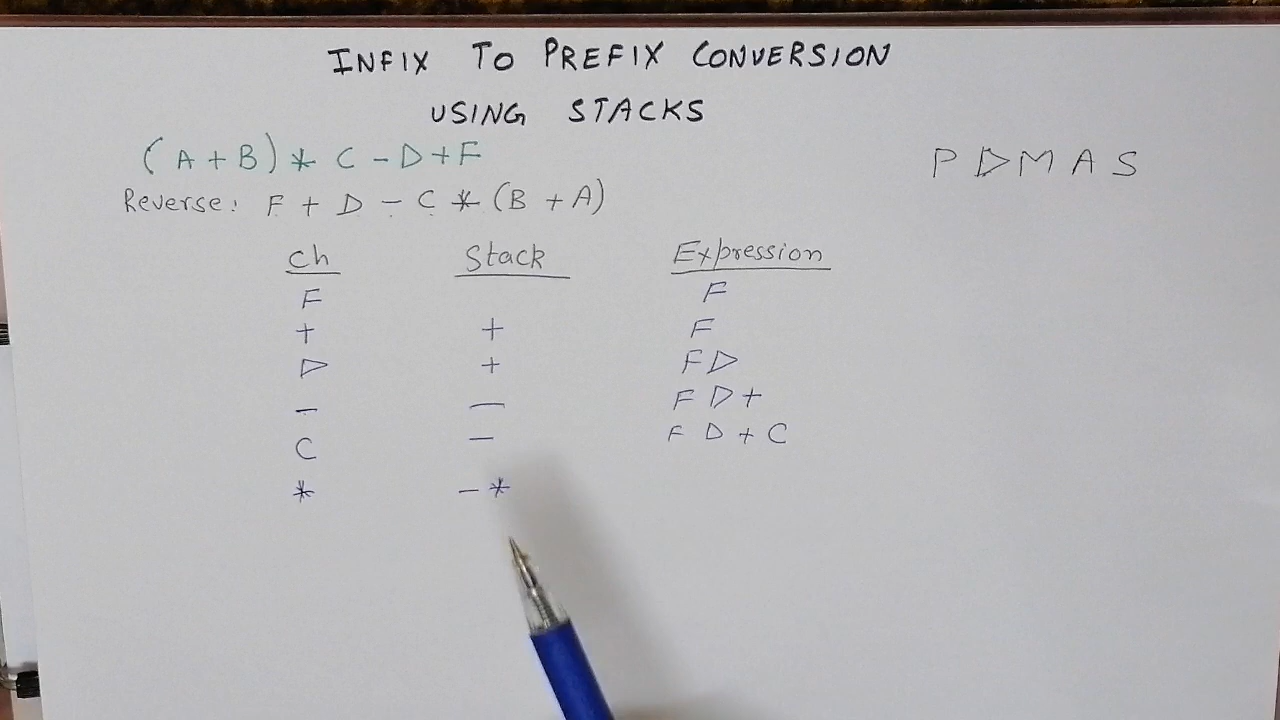 INFIX TO PREFIX CONVERSION
USING STACKS
(A + B) * C - D + F
PDMAS
Reverse: F + D - C * (B + A)
Ch Stack Expression
F F
+ + F
D + FD
- - FD+
C - FD+C
* -*